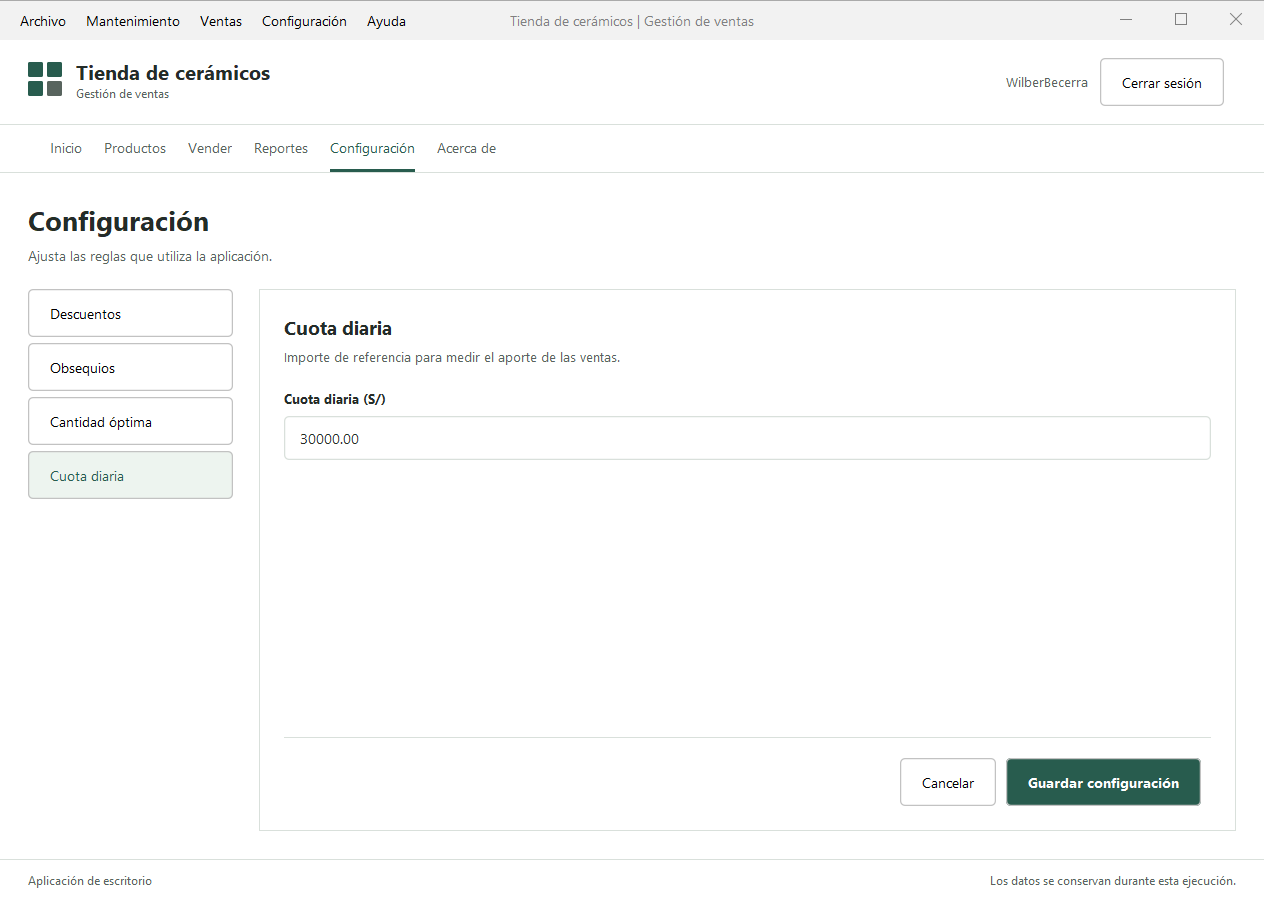 Archivo Mantenimiento Ventas Configuración Ayuda Tienda de cerámicos | Gestión de ventas
Tienda de cerámicos
Gestión de ventas
WilberBecerra
Cerrar sesión
Inicio Productos Vender Reportes Configuración Acerca de
Configuración
Ajusta las reglas que utiliza la aplicación.
Descuentos
Obsequios
Cantidad óptima
Cuota diaria
Cuota diaria
Importe de referencia para medir el aporte de las ventas.
Cuota diaria (S/)
30000.00
Cancelar Guardar configuración
Aplicación de escritorio
Los datos se conservan durante esta ejecución.